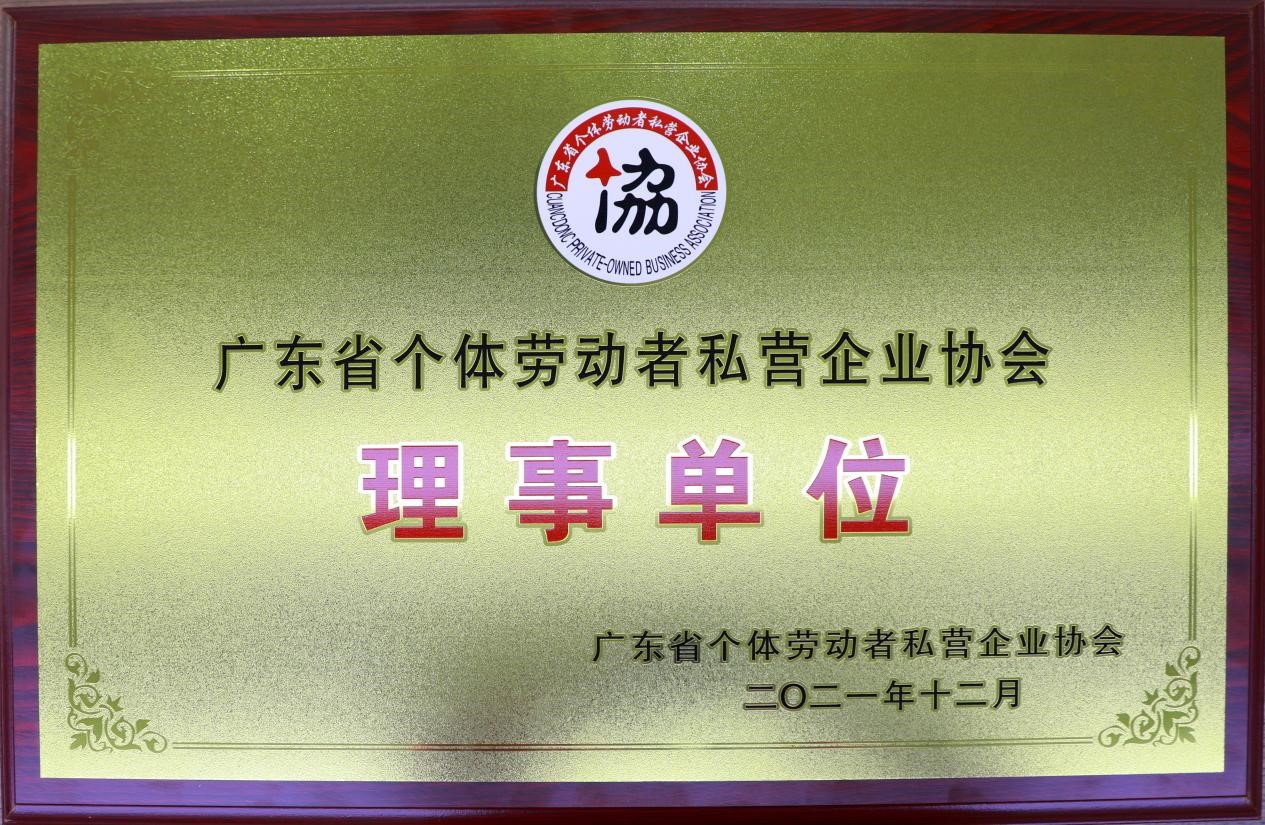 广东省个体劳动者私营企业协会
GUANGDONG PRIVATE-OWNED BUSINESS ASSOCIATION
協
广东省个体劳动者私营企业协会
理事单位
广东省个体劳动者私营企业协会
二〇二一年十二月